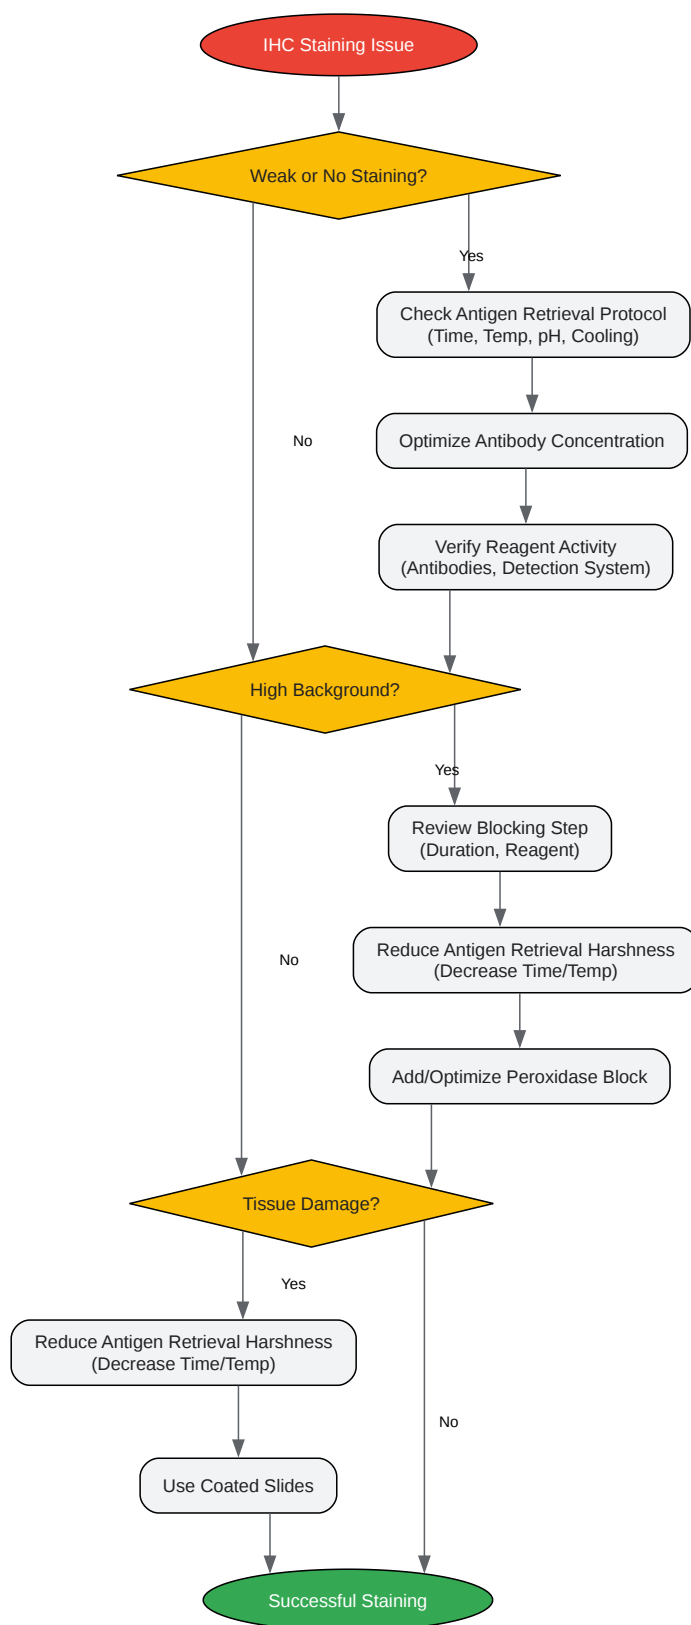 IHC Staining Issue
Weak or No Staining?
Yes
Check Antigen Retrieval Protocol
(Time, Temp, pH, Cooling)
No
Optimize Antibody Concentration
Verify Reagent Activity
(Antibodies, Detection System)
High Background?
Yes
Review Blocking Step
(Duration, Reagent)
No
Reduce Antigen Retrieval Harshness
(Decrease Time/Temp)
Add/Optimize Peroxidase Block
Tissue Damage?
Yes
Reduce Antigen Retrieval Harshness
(Decrease Time/Temp)
No
Use Coated Slides
Successful Staining